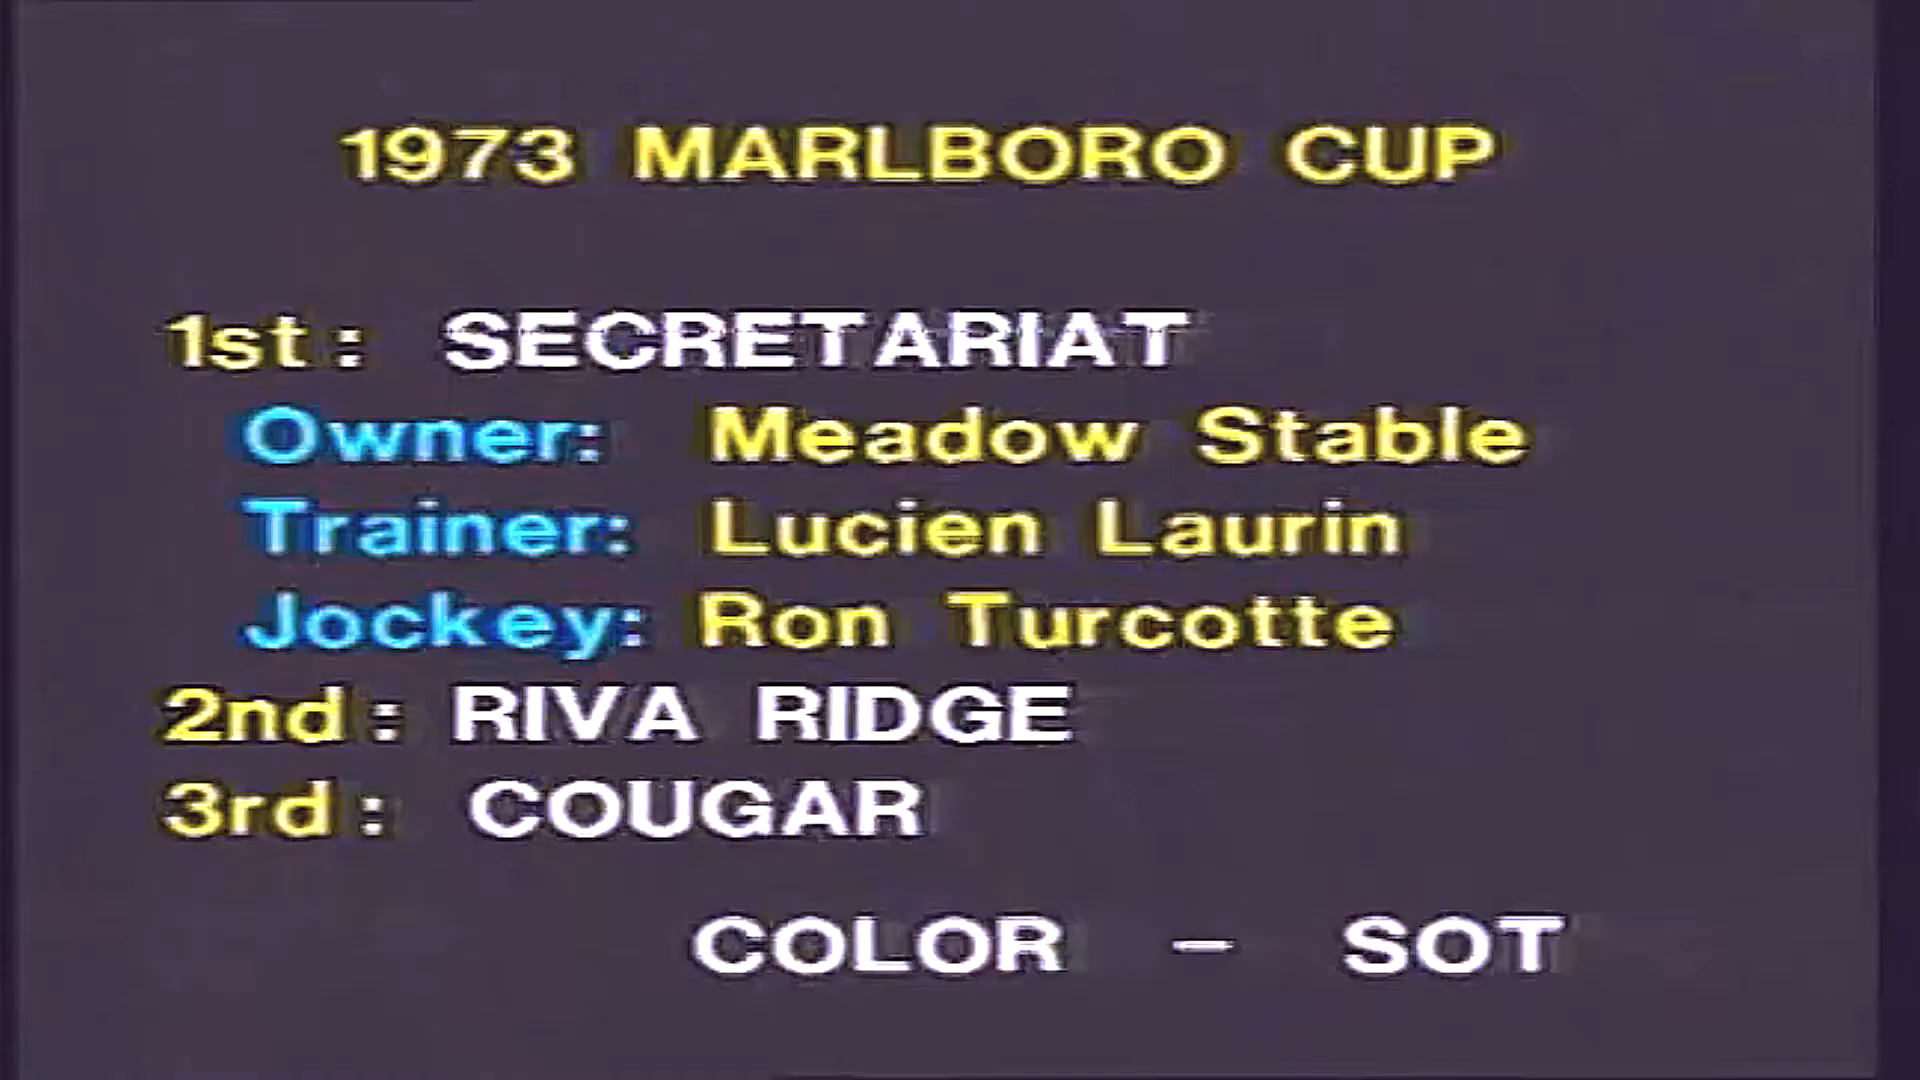 1973 MARLBORO CUP
1st: SECRETARIAT
Owner: Meadow Stable
Trainer: Lucien Laurin
Jockey: Ron Turcotte
2nd: RIVA RIDGE
3rd: COUGAR
COLOR - SOT